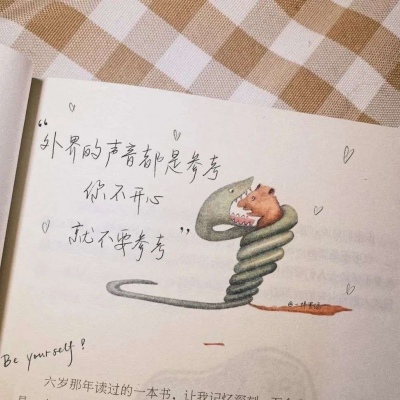 “外界的声音都是参考
你不开心
就不要参考”
Be yourself?
一
六岁那年读过的一本书，让我记忆深刻